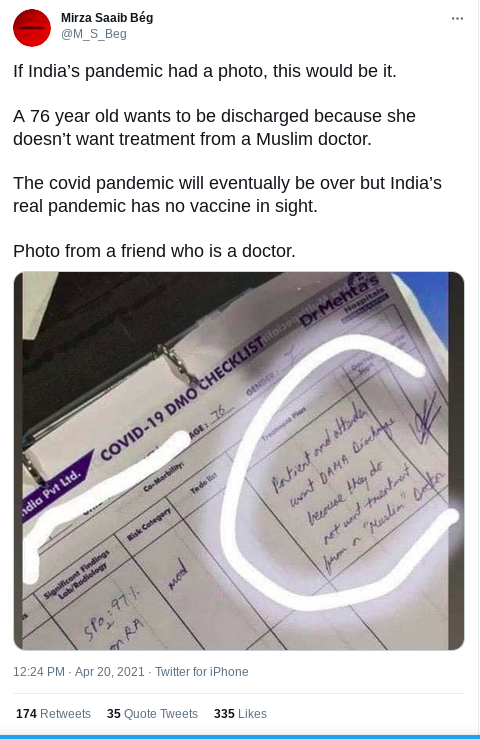 Mirza Saaib Bég
@M_S_Beg
If India’s pandemic had a photo, this would be it.
A 76 year old wants to be discharged because she
doesn’t want treatment from a Muslim doctor.
The covid pandemic will eventually be over but India’s
real pandemic has no vaccine in sight.
Photo from a friend who is a doctor.
Dr.Mehta's
Hospitals
COVID-19 DMO CHECKLIST
dia Pvt Ltd.
AGE: 76
GENDER:
Co-Morbility:
Significant Findings
Lab/Radiology
Risk Category
To do list
Treatment Plan
SPO2: 97%
on RA
mod
Patient and attender
want DAMA Discharge
because they do
not want treatment
from a "Muslim" Doctor
12:24 PM · Apr 20, 2021 · Twitter for iPhone
174 Retweets 35 Quote Tweets 335 Likes